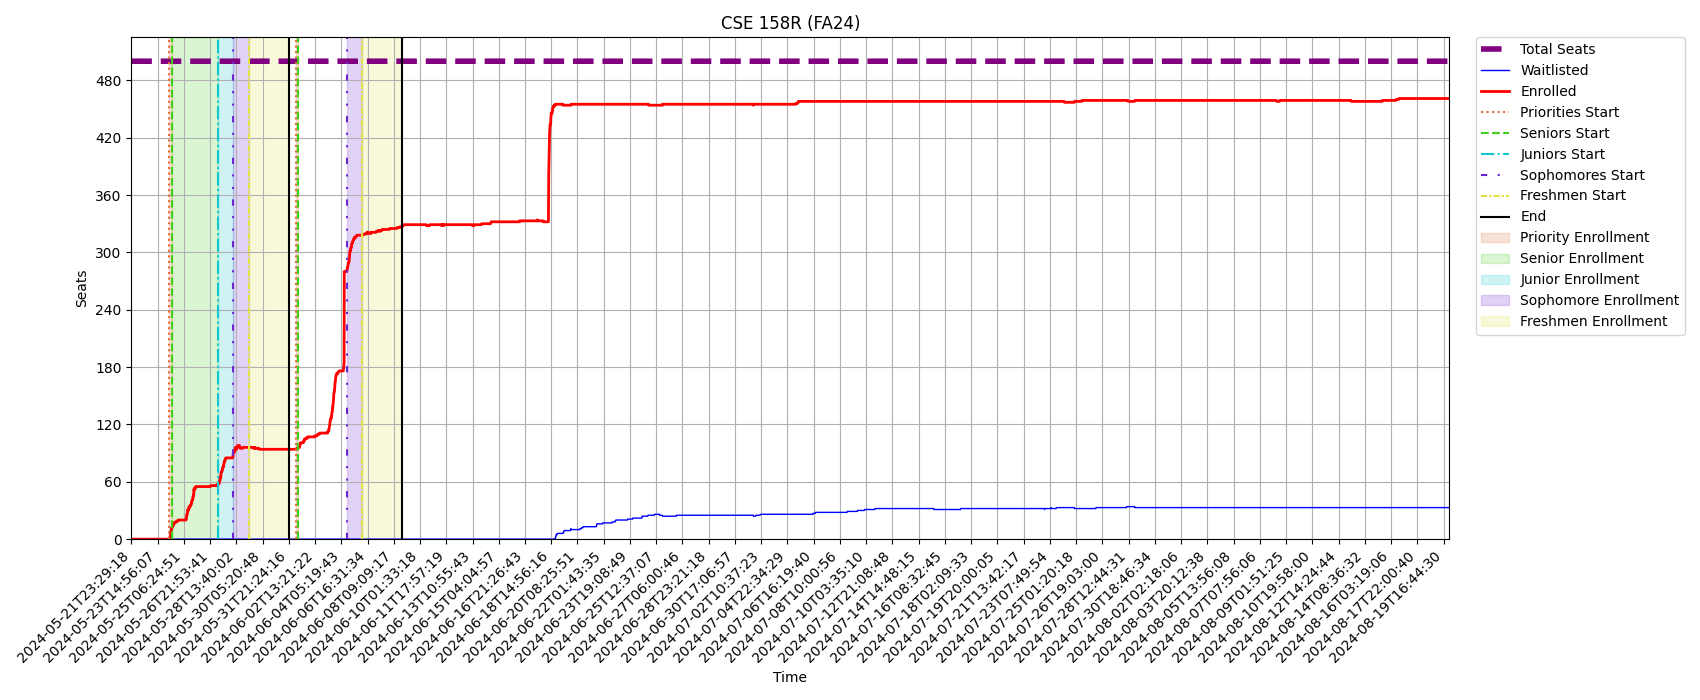 CSE 158R (FA24)
Seats
480
420
360
300
240
180
120
60
0
2024-05-21T23:29:18
2024-05-23T14:56:07
2024-05-25T06:24:51
2024-05-26T21:53:41
2024-05-28T13:40:02
2024-05-30T05:20:48
2024-05-31T21:24:16
2024-06-02T13:21:22
2024-06-04T05:19:43
2024-06-06T16:31:34
2024-06-08T09:09:17
2024-06-10T01:33:18
2024-06-11T17:57:19
2024-06-13T10:55:43
2024-06-15T04:04:57
2024-06-16T21:26:43
2024-06-18T14:56:16
2024-06-20T08:25:51
2024-06-22T01:43:35
2024-06-23T19:08:49
2024-06-25T12:37:07
2024-06-27T06:00:46
2024-06-28T23:21:18
2024-06-30T17:06:57
2024-07-02T10:37:23
2024-07-04T22:34:29
2024-07-06T16:19:40
2024-07-08T10:00:56
2024-07-10T03:35:10
2024-07-12T21:08:48
2024-07-14T14:48:15
2024-07-16T08:32:45
2024-07-18T02:09:33
2024-07-19T20:00:05
2024-07-21T13:42:17
2024-07-23T07:49:54
2024-07-25T01:20:18
2024-07-26T19:03:00
2024-07-28T12:44:31
2024-07-30T18:46:34
2024-08-02T02:18:06
2024-08-03T20:12:38
2024-08-05T13:56:08
2024-08-07T07:56:06
2024-08-09T01:51:25
2024-08-10T19:58:00
2024-08-12T14:24:44
2024-08-14T08:36:32
2024-08-16T03:19:06
2024-08-17T22:00:40
2024-08-19T16:44:30
Time
Total Seats
Waitlisted
Enrolled
Priorities Start
Seniors Start
Juniors Start
Sophomores Start
Freshmen Start
End
Priority Enrollment
Senior Enrollment
Junior Enrollment
Sophomore Enrollment
Freshmen Enrollment